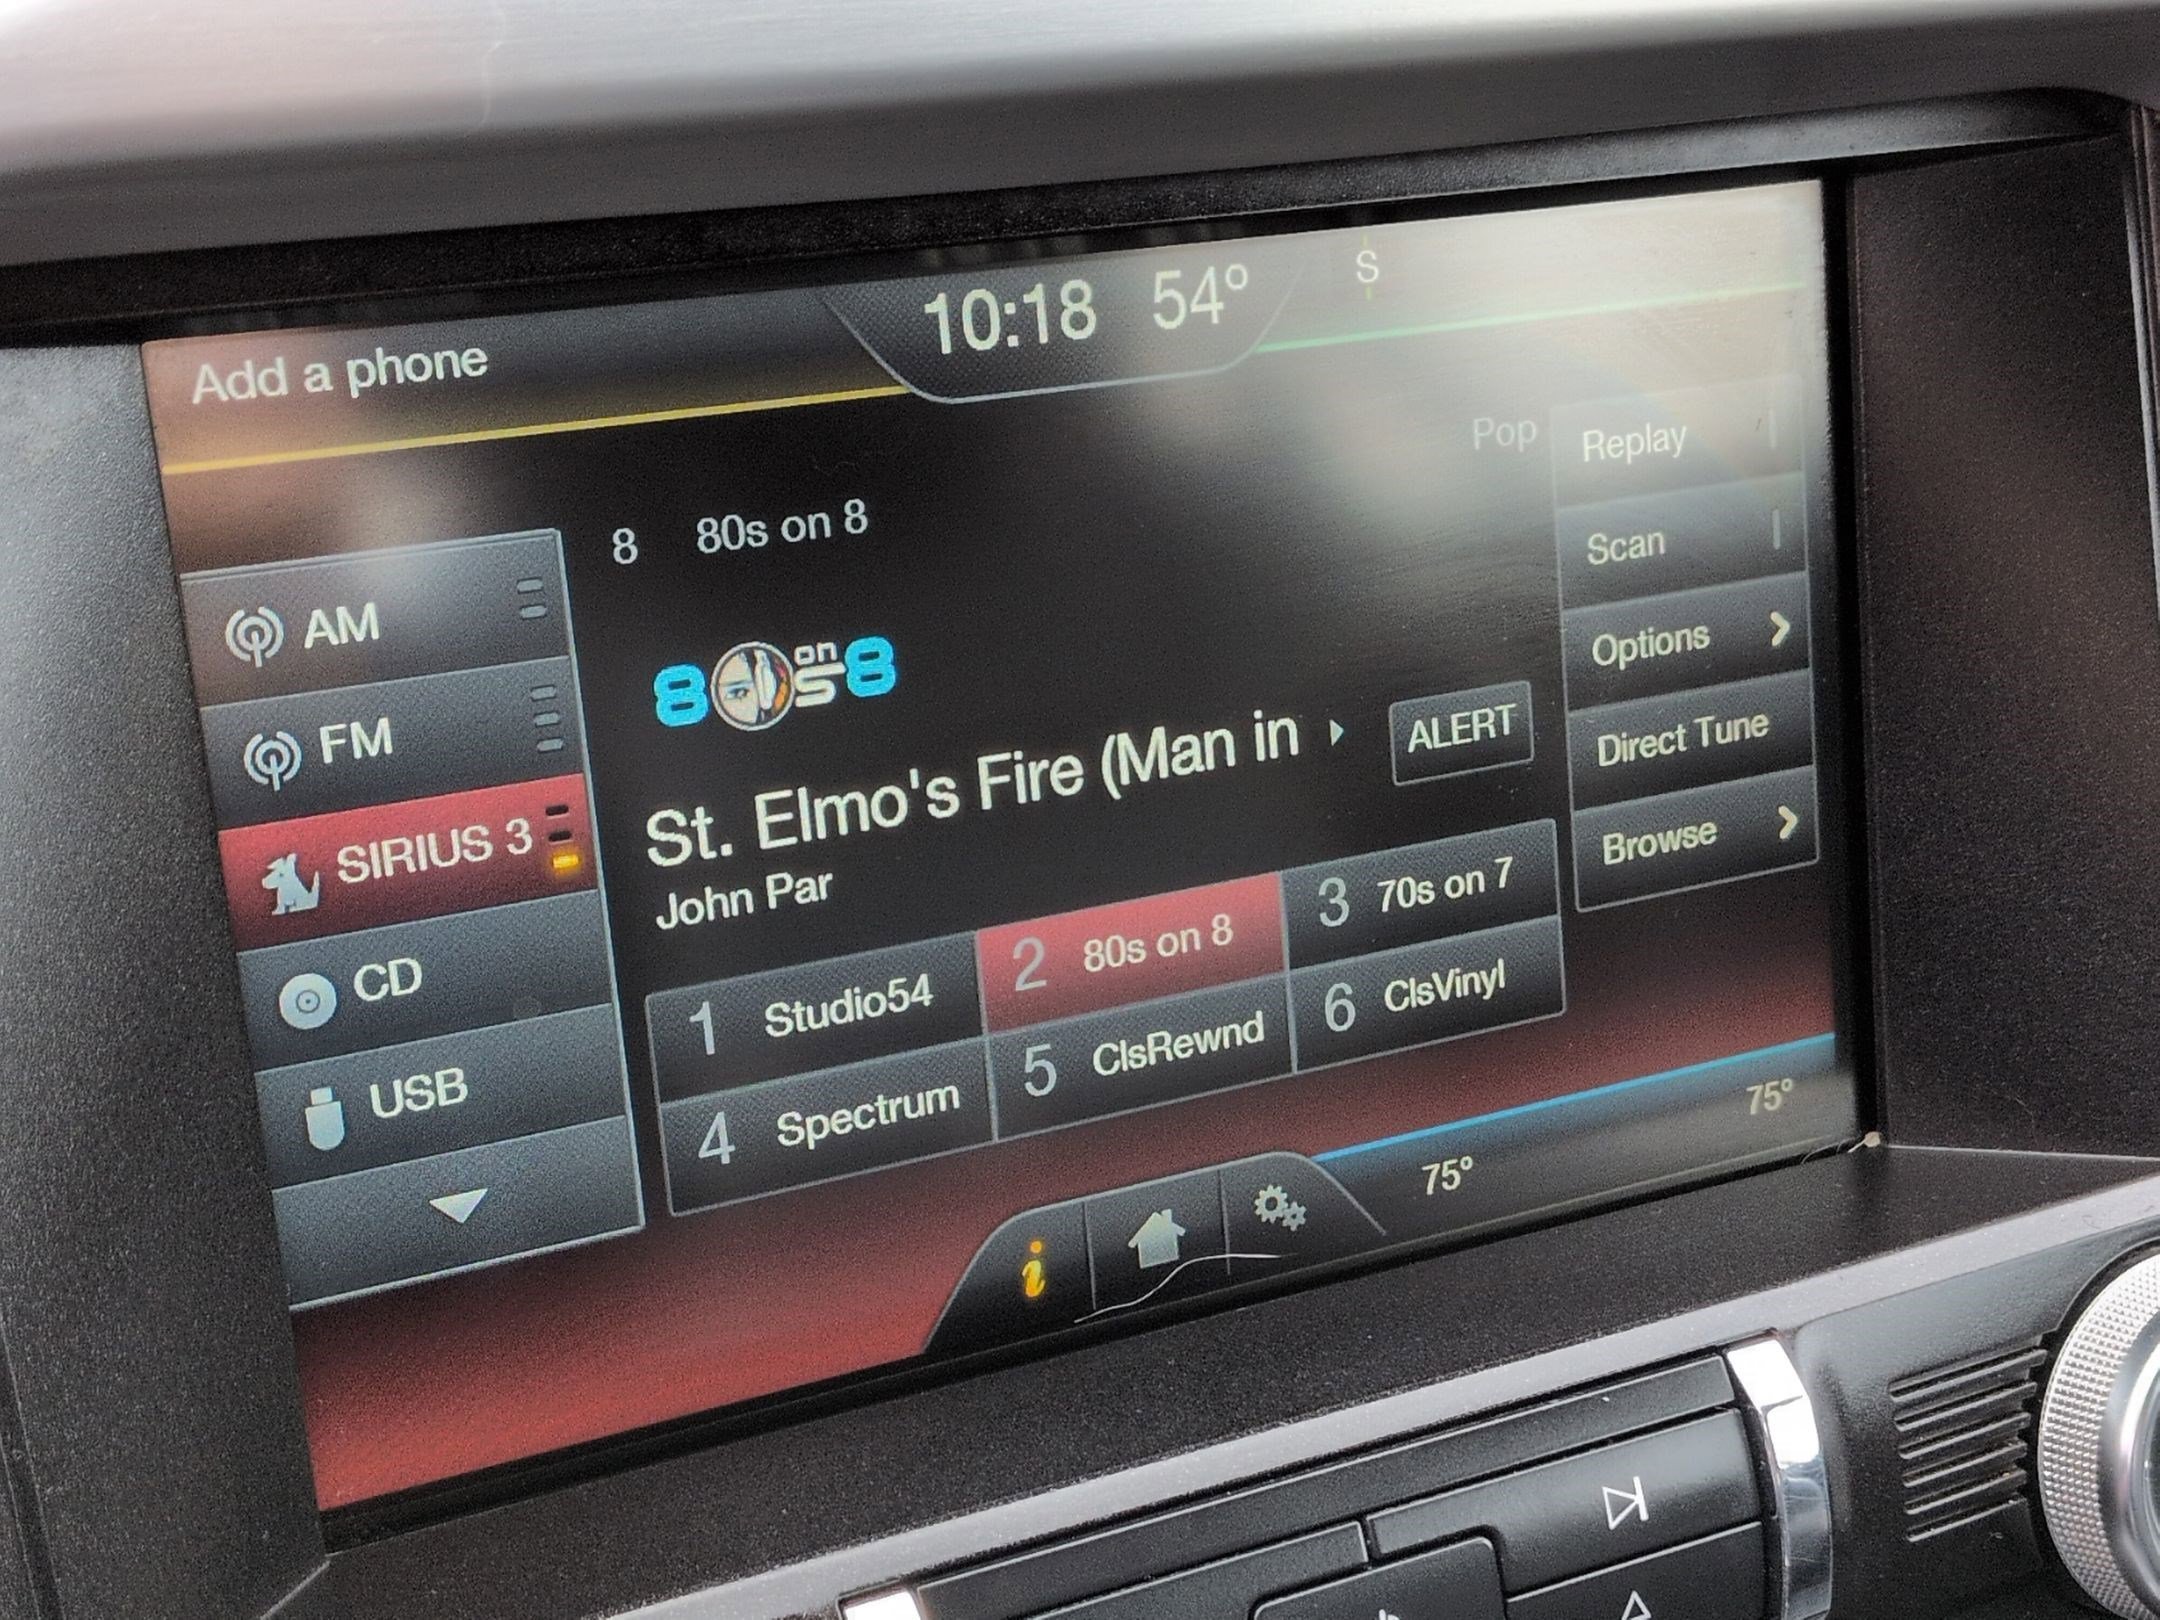 10:18 54° S
Add a phone
Pop
8 80s on 8
80s on 8
St. Elmo's Fire (Man in
ALERT
John Par
AM
FM
SIRIUS 3
CD
USB
1 Studio54
2 80s on 8
3 70s on 7
4 Spectrum
5 ClsRewnd
6 ClsVinyl
Replay
Scan
Options
Direct Tune
Browse
i
75°
75°